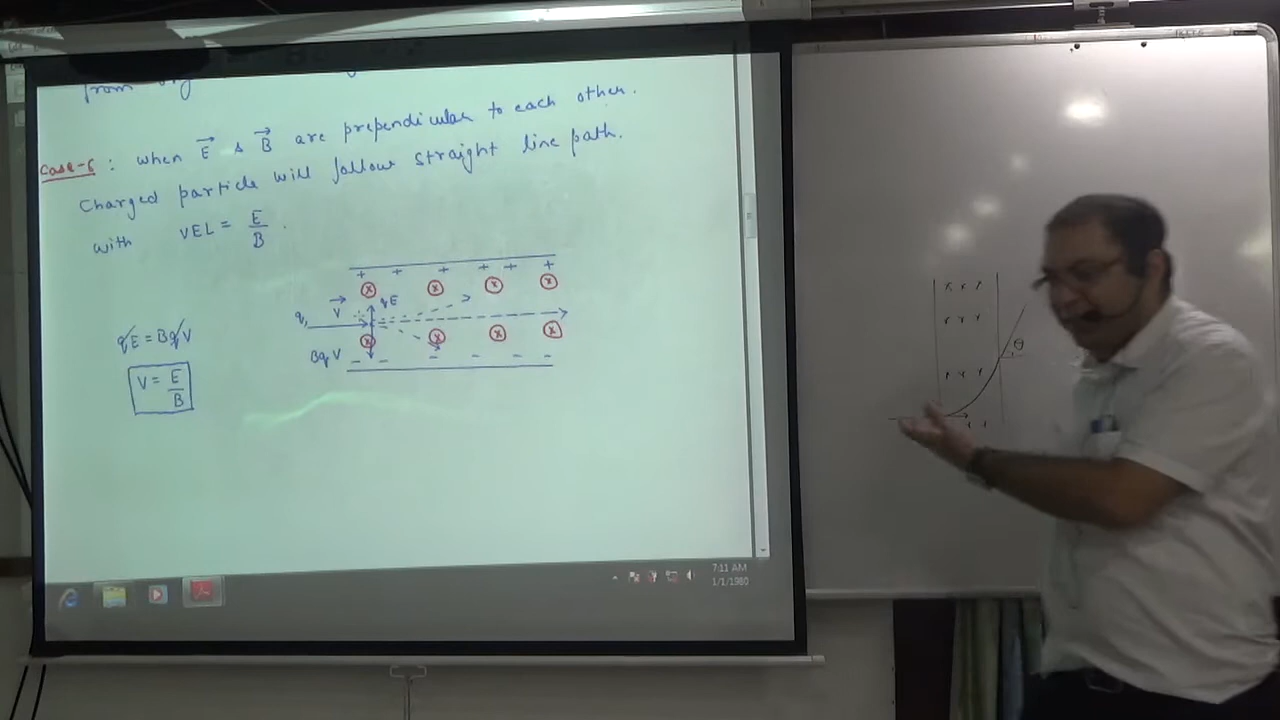 from
Case-6 : when E & B are prependicular to each other.
Charged particle will follow straight line path.
with VEL = E/B .
+ + + + + +
q V qE
BqV
- - - - - -
qE = BqV
V = E/B
θ
7:11 AM
1/1/1980